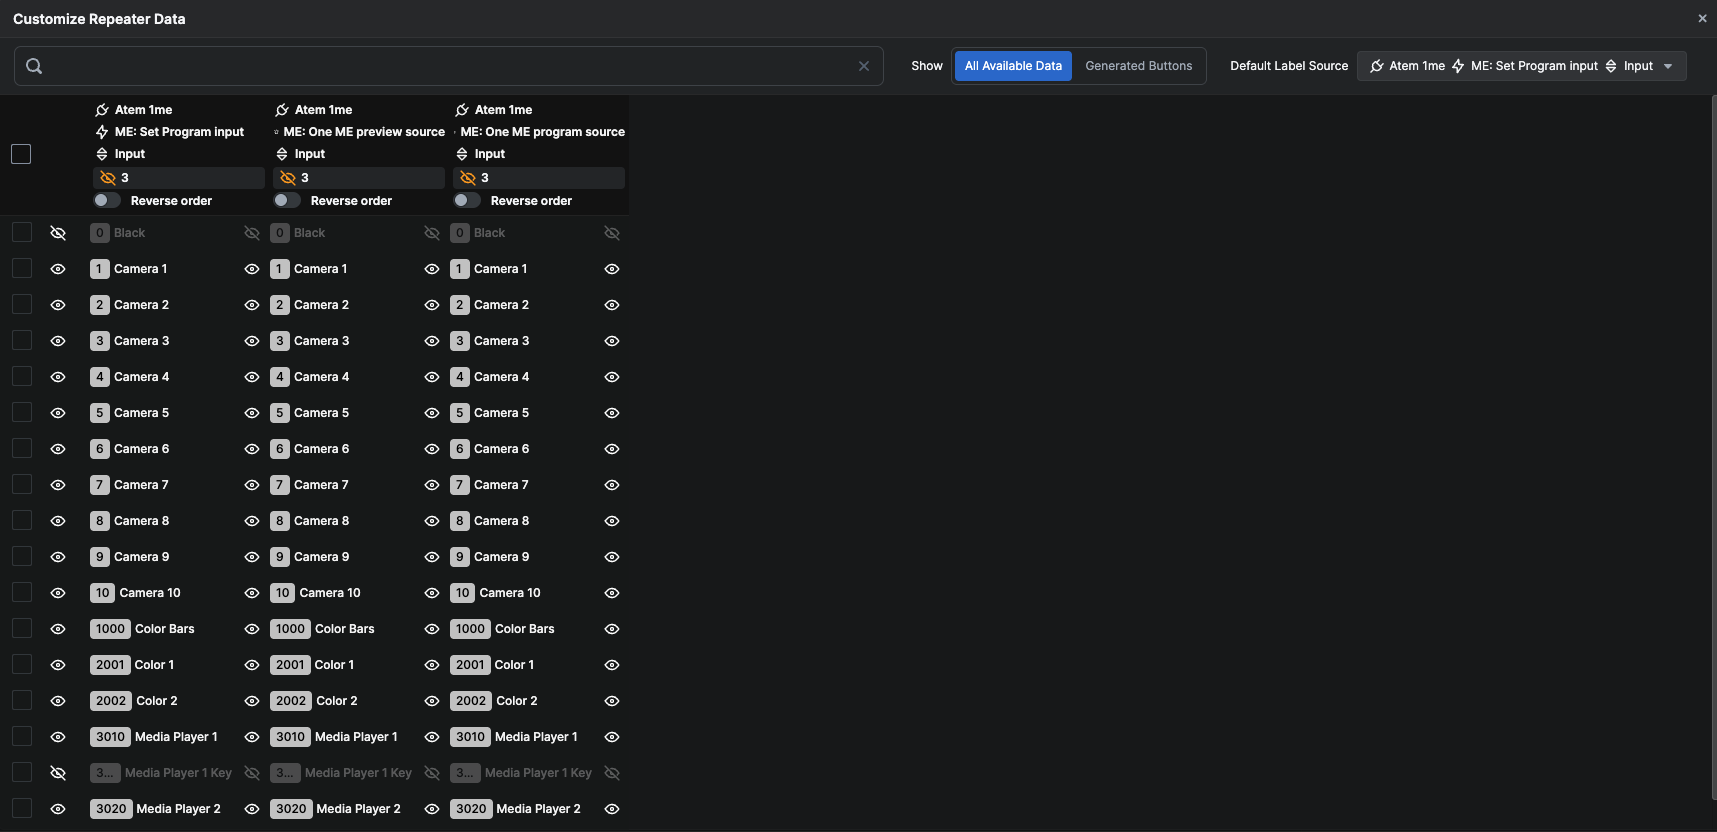 Customize Repeater Data
Show All Available Data Generated Buttons Default Label Source Atem 1me ME: Set Program input Input
Atem 1me Atem 1me Atem 1me
ME: Set Program input ME: One ME preview source ME: One ME program source
Input Input Input
3 3 3
Reverse order Reverse order Reverse order
0 Black 0 Black 0 Black
1 Camera 1 1 Camera 1 1 Camera 1
2 Camera 2 2 Camera 2 2 Camera 2
3 Camera 3 3 Camera 3 3 Camera 3
4 Camera 4 4 Camera 4 4 Camera 4
5 Camera 5 5 Camera 5 5 Camera 5
6 Camera 6 6 Camera 6 6 Camera 6
7 Camera 7 7 Camera 7 7 Camera 7
8 Camera 8 8 Camera 8 8 Camera 8
9 Camera 9 9 Camera 9 9 Camera 9
10 Camera 10 10 Camera 10 10 Camera 10
1000 Color Bars 1000 Color Bars 1000 Color Bars
2001 Color 1 2001 Color 1 2001 Color 1
2002 Color 2 2002 Color 2 2002 Color 2
3010 Media Player 1 3010 Media Player 1 3010 Media Player 1
3... Media Player 1 Key 3... Media Player 1 Key 3... Media Player 1 Key
3020 Media Player 2 3020 Media Player 2 3020 Media Player 2